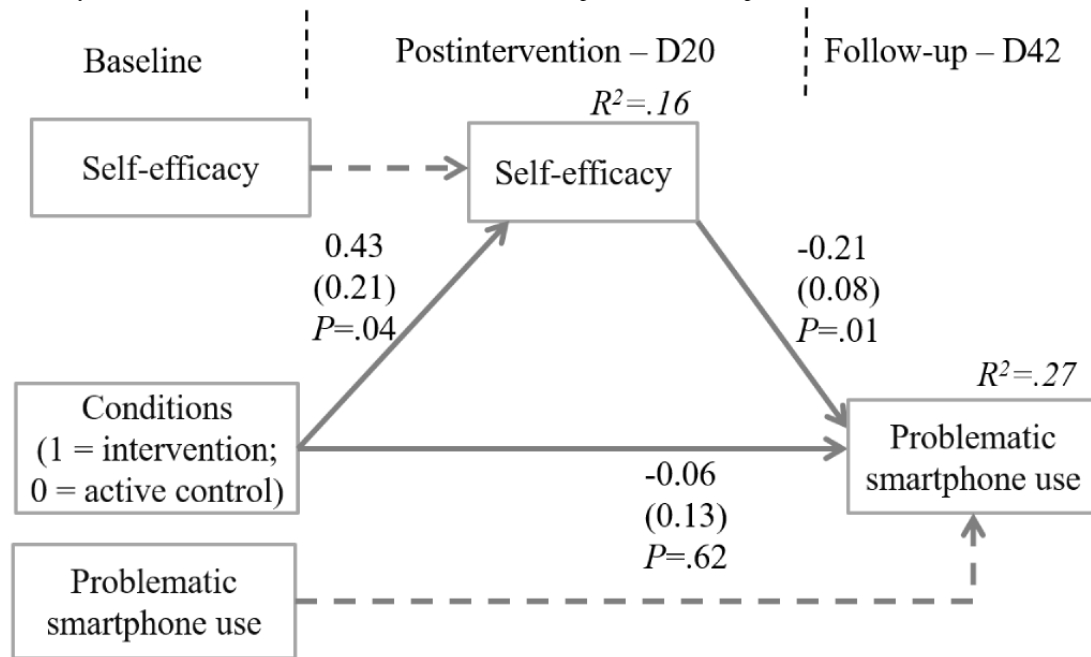 Baseline
Postintervention – D20
Follow-up – D42
R²=.16
Self-efficacy
Self-efficacy
0.43
(0.21)
P=.04
-0.21
(0.08)
P=.01
R²=.27
Conditions
(1 = intervention;
0 = active control)
Problematic
smartphone use
-0.06
(0.13)
P=.62
Problematic
smartphone use